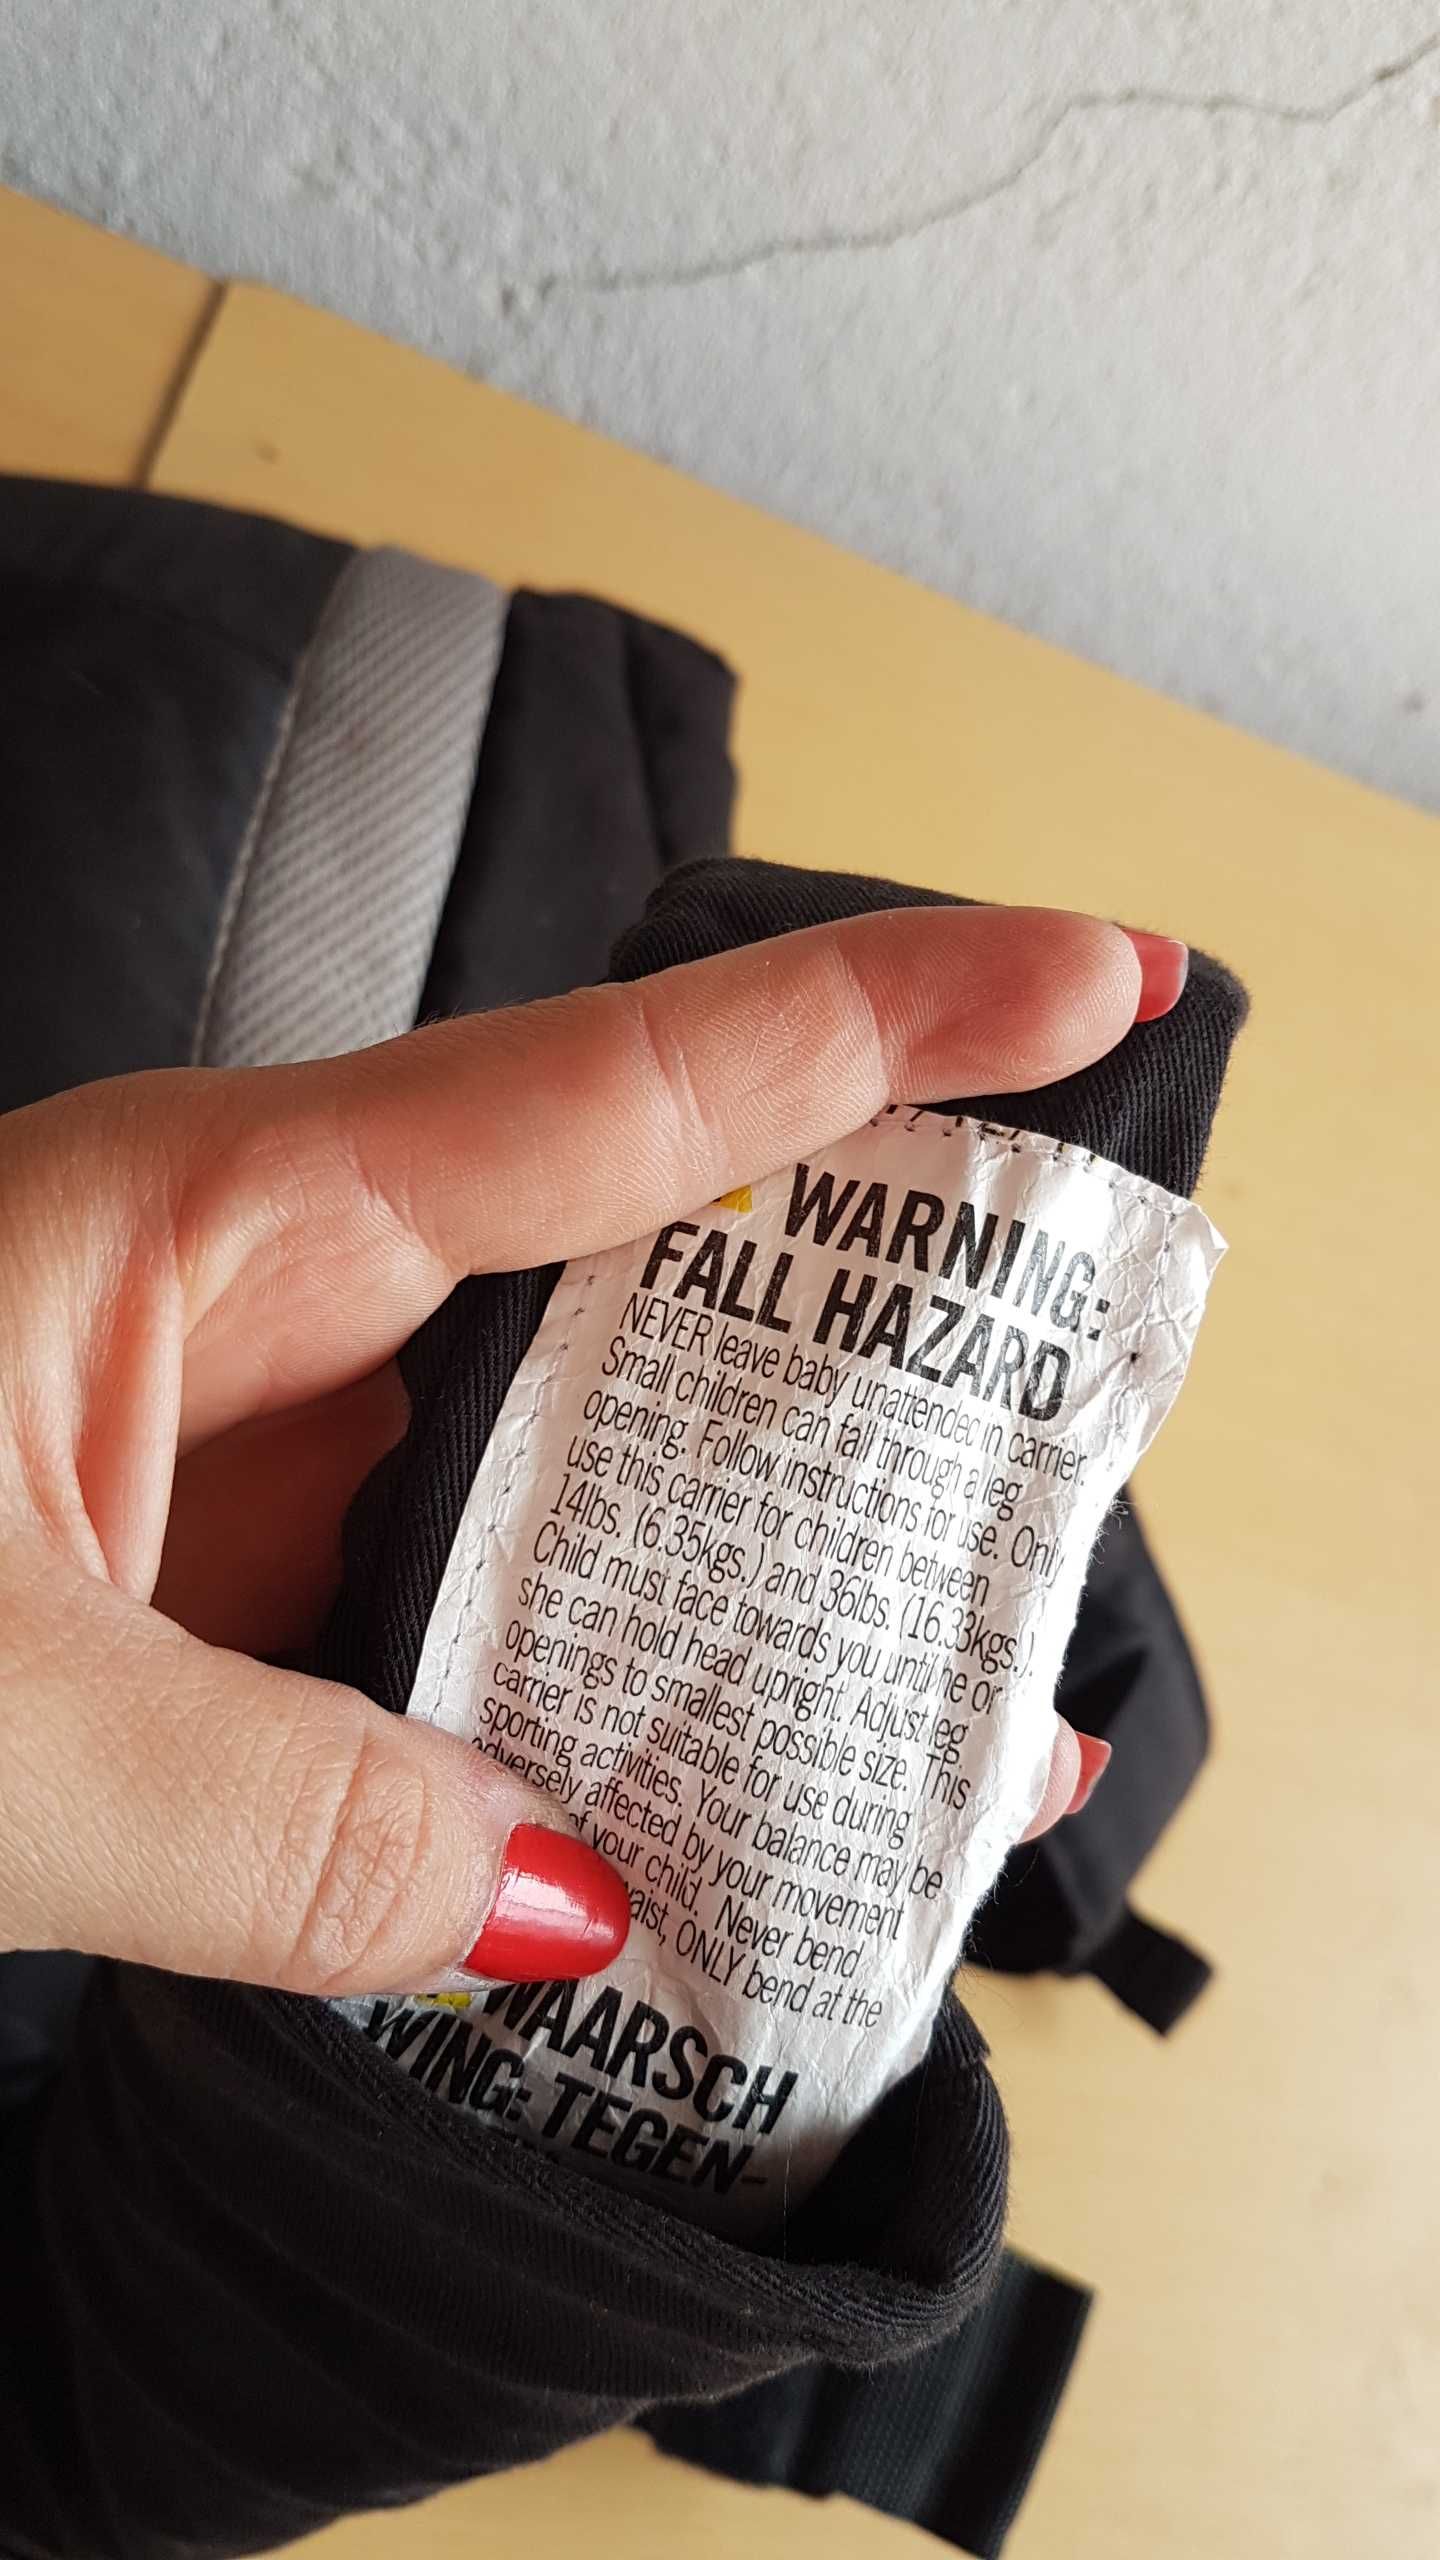 WARNING:
FALL HAZARD
NEVER leave baby unattended in carrier.
Small children can fall through a leg
opening. Follow instructions for use. Only
use this carrier for children between
14lbs. (6.35kgs.) and 36lbs. (16.33kgs.).
Child must face towards you until he or
she can hold head upright. Adjust leg
openings to smallest possible size. This
carrier is not suitable for use during
sporting activities. Your balance may be
adversely affected by your movement
of your child. Never bend
waist, ONLY bend at the
WAARSCH
WING: TEGEN-